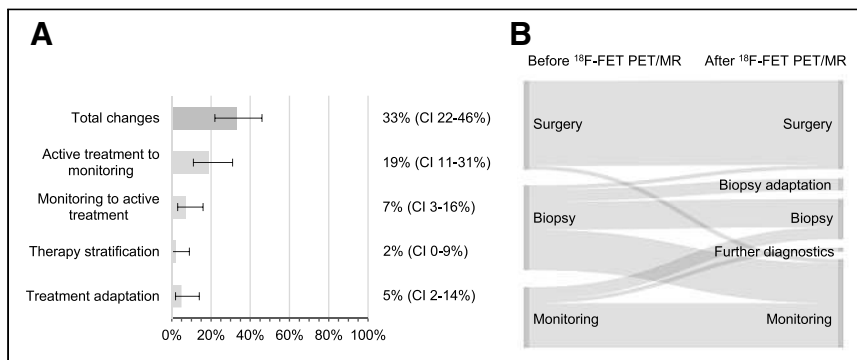 A
Total changes
33% (CI 22-46%)
Active treatment to
monitoring
19% (CI 11-31%)
Monitoring to active
treatment
7% (CI 3-16%)
Therapy stratification
2% (CI 0-9%)
Treatment adaptation
5% (CI 2-14%)
0% 20% 40% 60% 80% 100%
B
Before ¹⁸F-FET PET/MR
After ¹⁸F-FET PET/MR
Surgery
Surgery
Biopsy adaptation
Biopsy
Biopsy
Further diagnostics
Monitoring
Monitoring